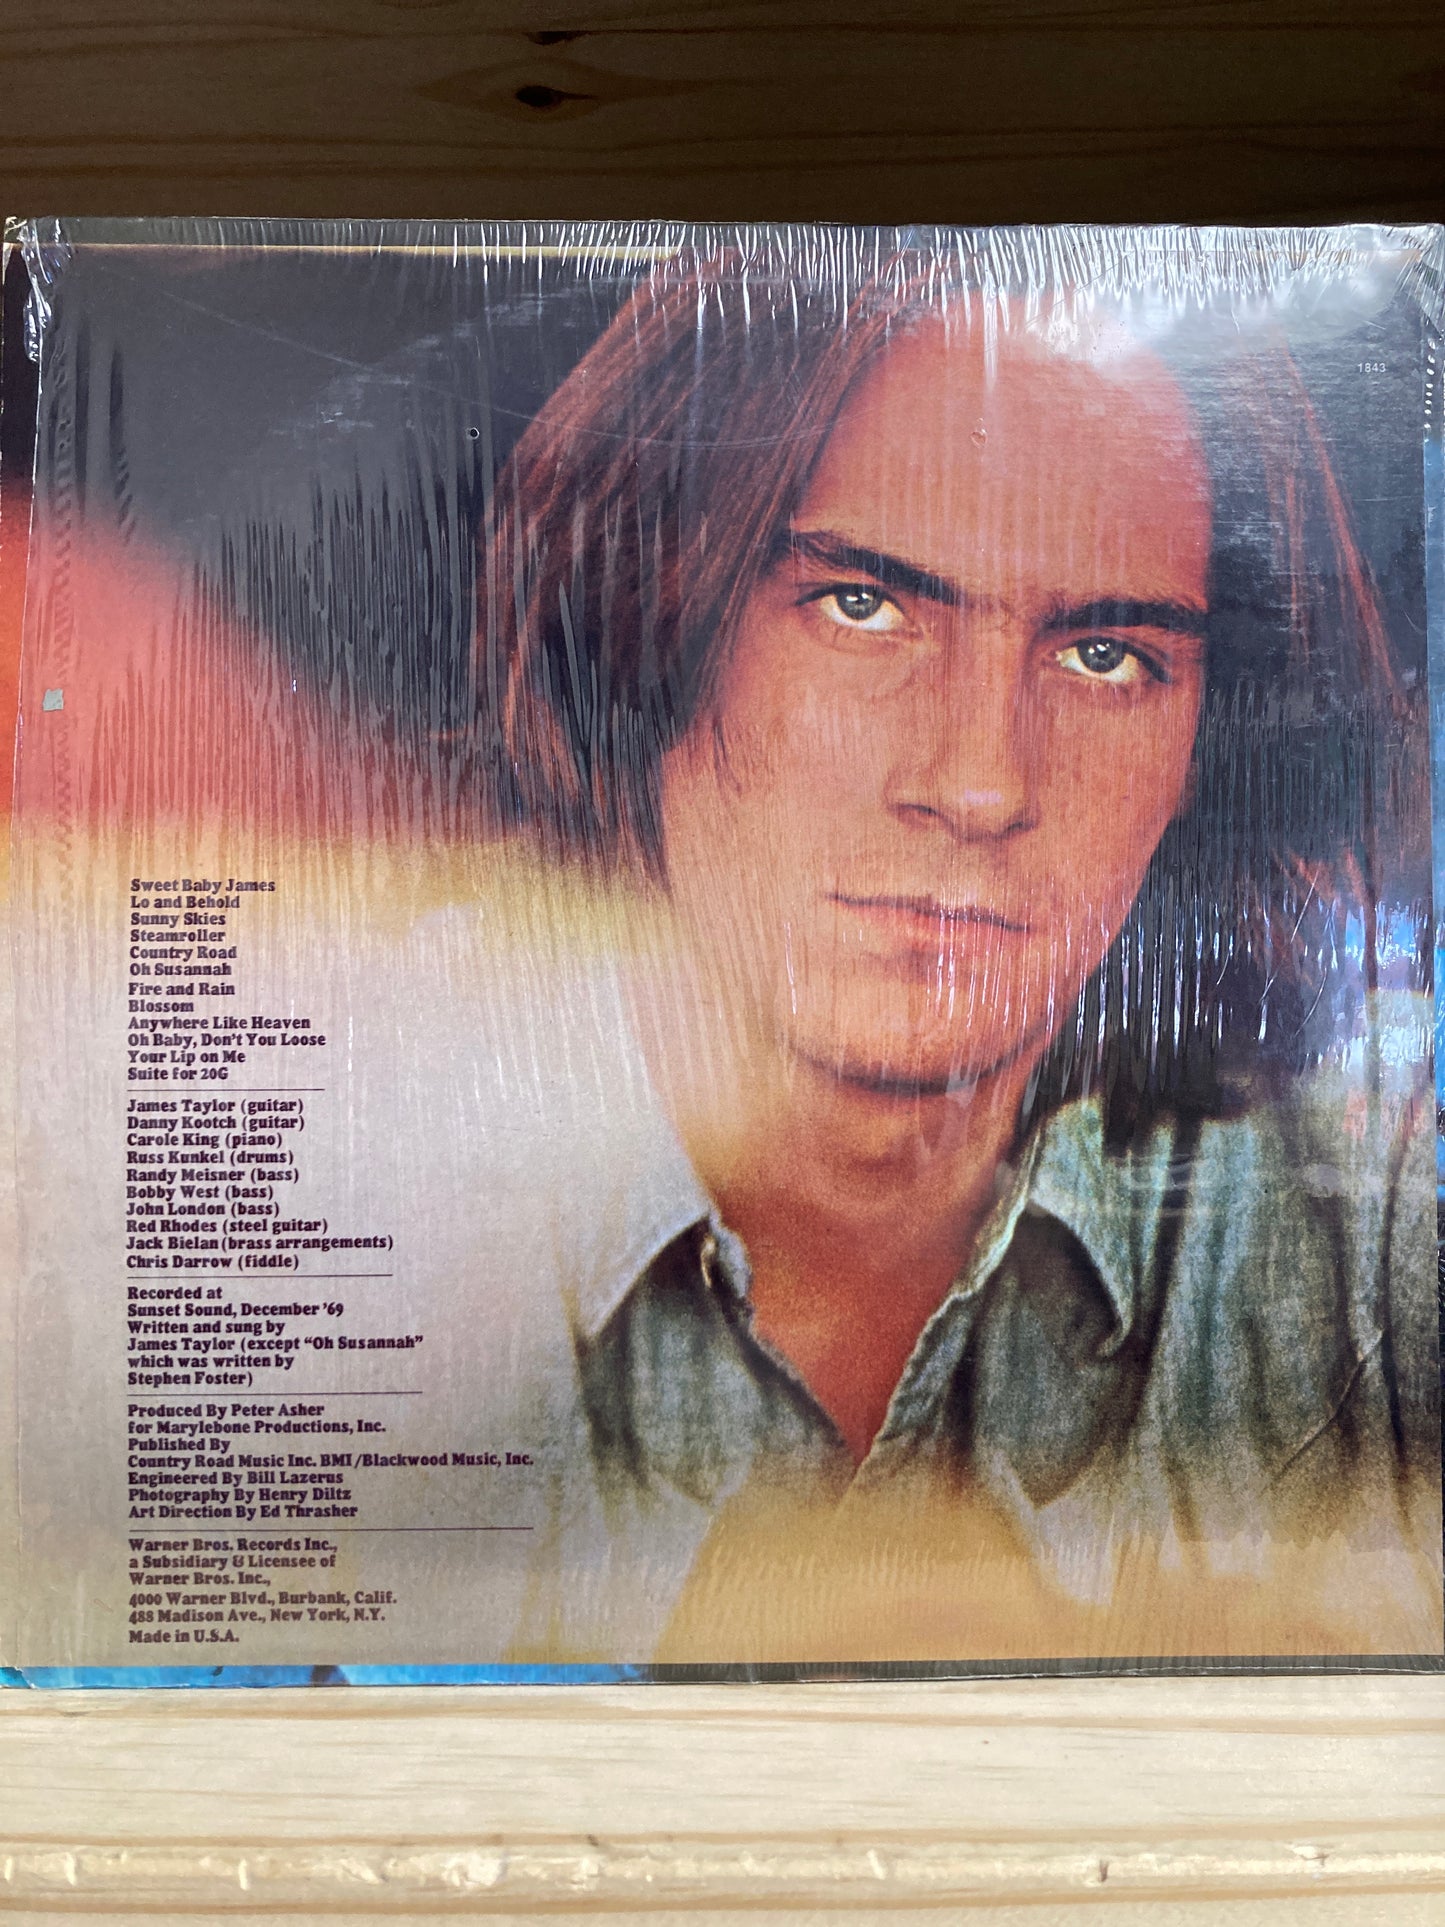 1843
Sweet Baby James
Lo and Behold
Sunny Skies
Steamroller
Country Road
Oh Susannah
Fire and Rain
Blossom
Anywhere Like Heaven
Oh Baby, Don't You Loose
Your Lip on Me
Suite for 20G
James Taylor (guitar)
Danny Kootch (guitar)
Carole King (piano)
Russ Kunkel (drums)
Randy Meisner (bass)
Bobby West (bass)
John London (bass)
Red Rhodes (steel guitar)
Jack Bielan (brass arrangements)
Chris Darrow (fiddle)
Recorded at
Sunset Sound, December '69
Written and sung by
James Taylor (except "Oh Susannah"
which was written by
Stephen Foster)
Produced By Peter Asher
for Marylebone Productions, Inc.
Published By
Country Road Music Inc. BMI/Blackwood Music, Inc.
Engineered By Bill Lazerus
Photography By Henry Diltz
Art Direction By Ed Thrasher
Warner Bros. Records Inc.,
a Subsidiary & Licensee of
Warner Bros. Inc.,
4000 Warner Blvd., Burbank, Calif.
488 Madison Ave., New York, N.Y.
Made in U.S.A.